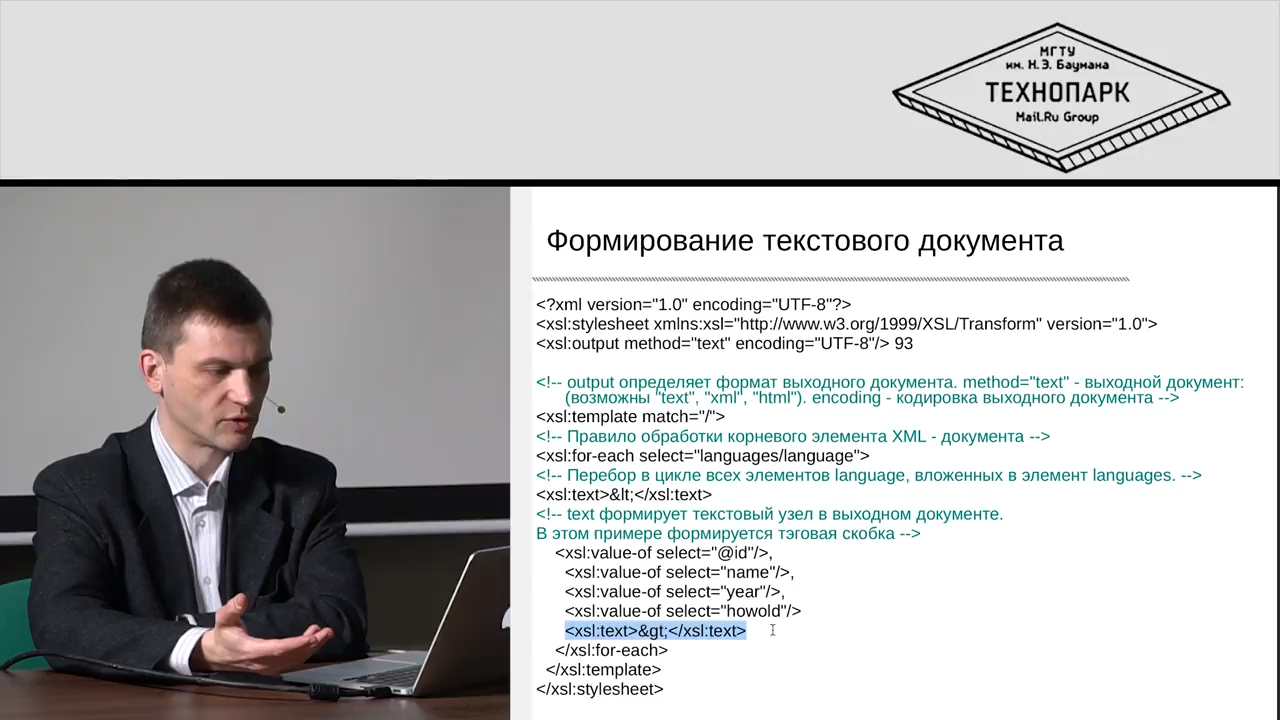 МГТУ
им. Н.Э. Баумана
ТЕХНОПАРК
Mail.Ru Group
Формирование текстового документа
<?xml version="1.0" encoding="UTF-8"?>
<xsl:stylesheet xmlns:xsl="http://www.w3.org/1999/XSL/Transform" version="1.0">
<xsl:output method="text" encoding="UTF-8"/> 93
<!-- output определяет формат выходного документа. method="text" - выходной документ:
(возможны "text", "xml", "html"). encoding - кодировка выходного документа -->
<xsl:template match="/">
<!-- Правило обработки корневого элемента XML - документа -->
<xsl:for-each select="languages/language">
<!-- Перебор в цикле всех элементов language, вложенных в элемент languages. -->
<xsl:text>&lt;</xsl:text>
<!-- text формирует текстовый узел в выходном документе.
В этом примере формируется тэговая скобка -->
<xsl:value-of select="@id"/>,
<xsl:value-of select="name"/>,
<xsl:value-of select="year"/>,
<xsl:value-of select="howold"/>
<xsl:text>&gt;</xsl:text>
</xsl:for-each>
</xsl:template>
</xsl:stylesheet>